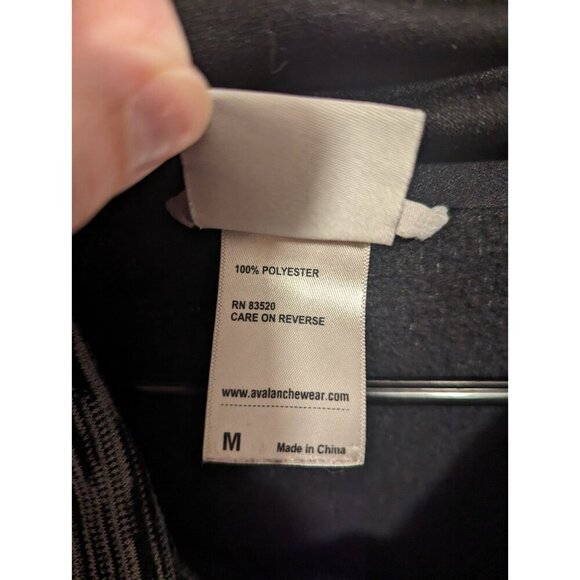 100% POLYESTER
RN 83520
CARE ON REVERSE
www.avalanchewear.com
M Made in China